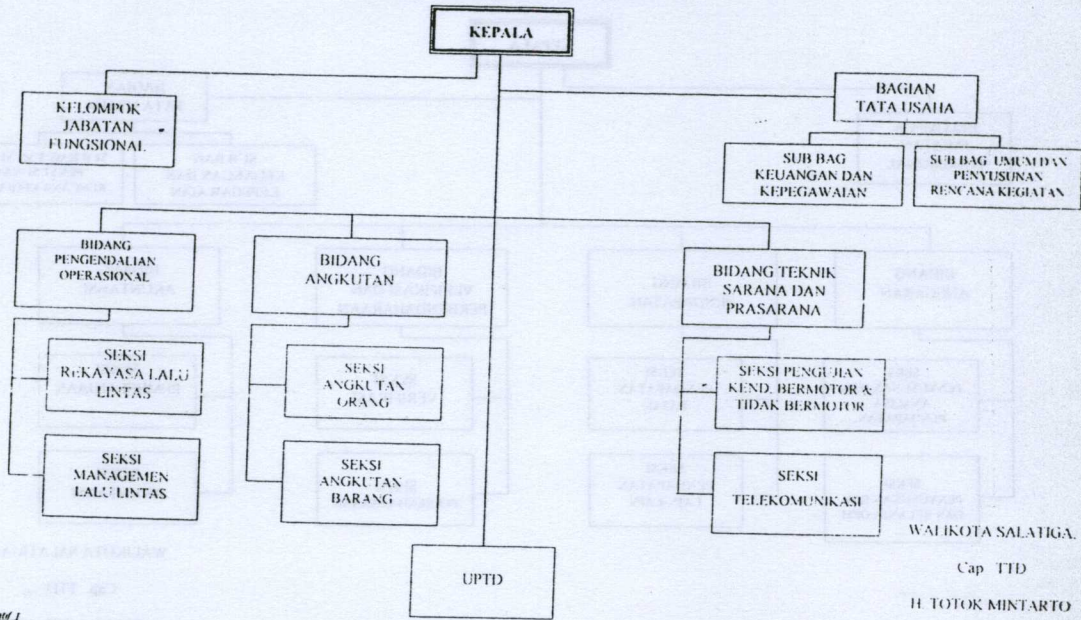 KEPALA
KELOMPOK
JABATAN
FUNGSIONAL
BAGIAN
TATA USAHA
SUB BAG
KEUANGAN DAN
KEPEGAWAIAN
SUB BAG UMUM DAN
PENYUSUNAN
RENCANA KEGIATAN
BIDANG
PENGENDALIAN
OPERASIONAL
BIDANG
ANGKUTAN
BIDANG TEKNIK
SARANA DAN
PRASARANA
SEKSI
REKAYASA LALU
LINTAS
SEKSI
ANGKUTAN
ORANG
SEKSI PENGUJIAN
KEND. BERMOTOR &
TIDAK BERMOTOR
SEKSI
MANAGEMEN
LALU LINTAS
SEKSI
ANGKUTAN
BARANG
SEKSI
TELEKOMUNIKASI
UPTD
WALIKOTA SALATIGA,
Cap TTD
H. TOTOK MINTARTO